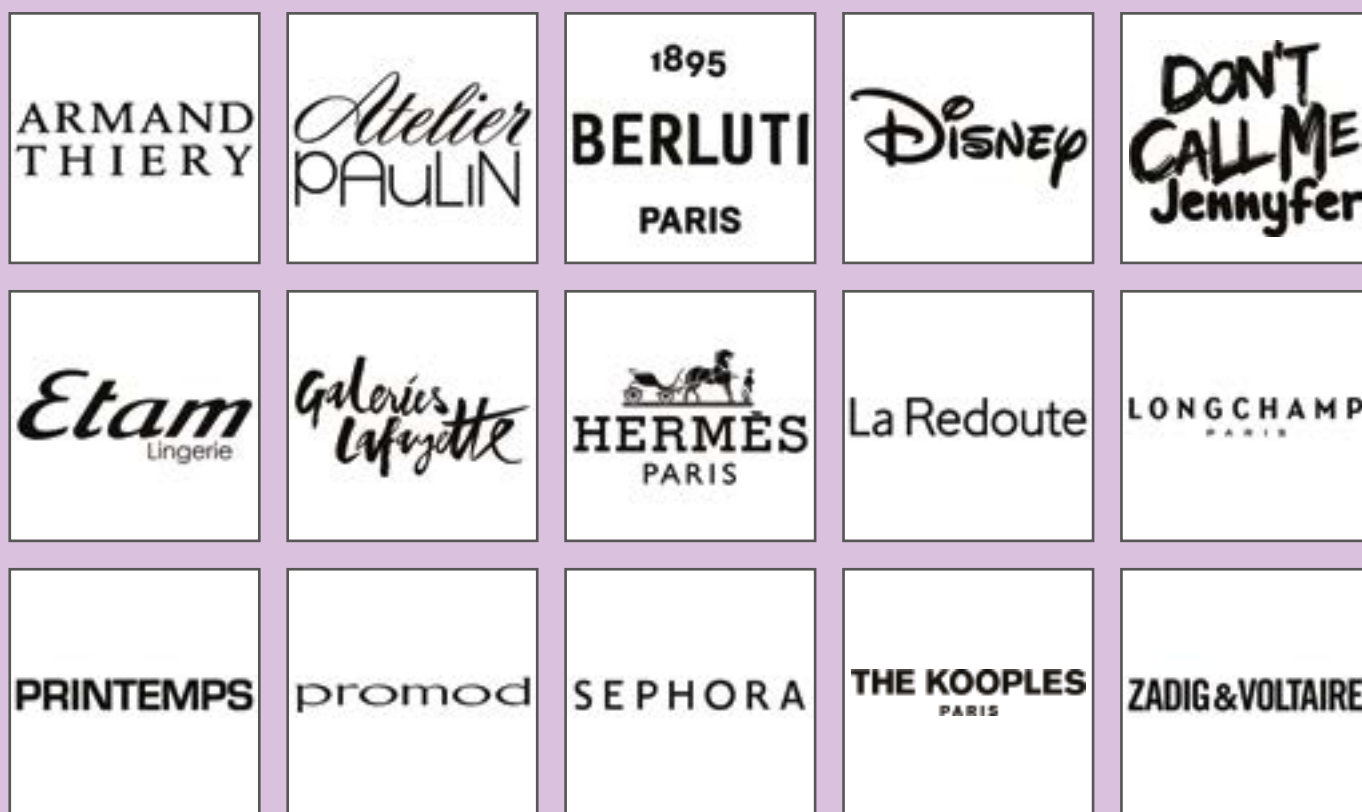 ARMAND
THIERY
Atelier
PAULIN
1895
BERLUTI
PARIS
DISNEY
DON'T
CALL ME
Jennyfer
Etam
Lingerie
Galeries
Lafayette
HERMÈS
PARIS
La Redoute
LONGCHAMP
PARIS
PRINTEMPS
promod
SEPHORA
THE KOOPLES
PARIS
ZADIG & VOLTAIRE